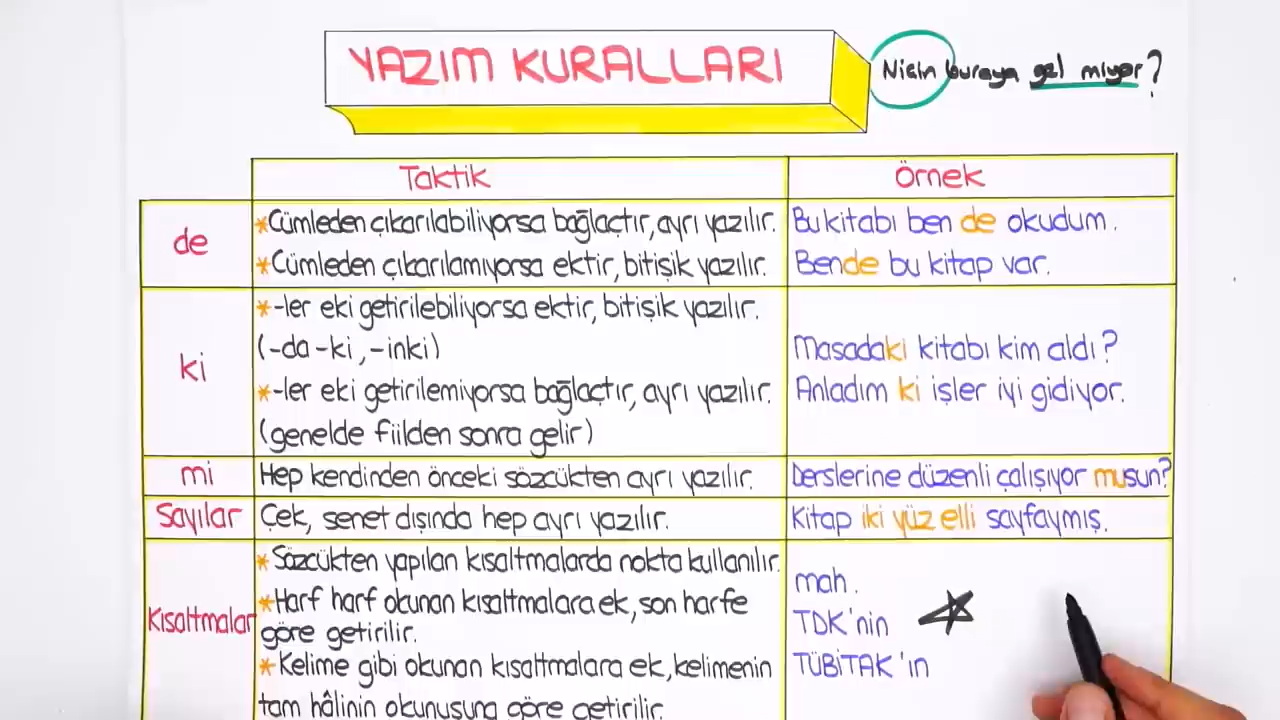 YAZIM KURALLARI
Niçin buraya gel miyor?
Taktik
Örnek
de
*Cümleden çıkarılabiliyorsa bağlaçtır, ayrı yazılır.
*Cümleden çıkarılamıyorsa ektir, bitişik yazılır.
Bu kitabı ben de okudum.
Bende bu kitap var.
ki
*-ler eki getirilebiliyorsa ektir, bitişik yazılır.
(-da -ki, -inki)
*-ler eki getirilemiyorsa bağlaçtır, ayrı yazılır.
(genelde fiilden sonra gelir)
Masadaki kitabı kim aldı?
Anladım ki işler iyi gidiyor.
mi
Hep kendinden önceki sözcükten ayrı yazılır.
Derslerine düzenli çalışıyor musun?
Sayılar
Çek, senet dışında hep ayrı yazılır.
Kitap iki yüz elli sayfaymış.
Kısaltmalar
*Sözcükten yapılan kısaltmalarda nokta kullanılır.
*Harf harf okunan kısaltmalara ek, son harfe
göre getirilir.
*Kelime gibi okunan kısaltmalara ek, kelimenin
tam hâlinin okunuşuna göre getirilir.
mah.
TDK'nin
TÜBİTAK'ın